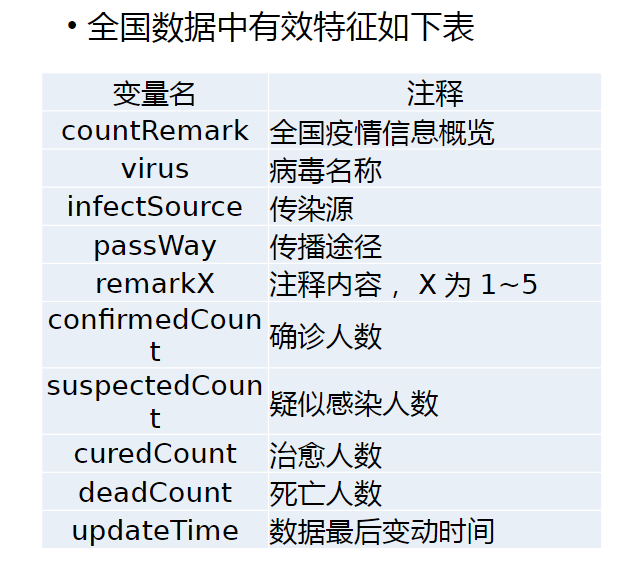 • 全国数据中有效特征如下表
变量名 注释
countRemark 全国疫情信息概览
virus 病毒名称
infectSource 传染源
passWay 传播途径
remarkX 注释内容，X 为 1~5
confirmedCoun
t 确诊人数
suspectedCoun
t 疑似感染人数
curedCount 治愈人数
deadCount 死亡人数
updateTime 数据最后变动时间